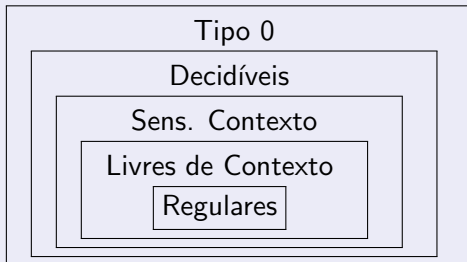 Tipo 0
Decidíveis
Sens. Contexto
Livres de Contexto
Regulares